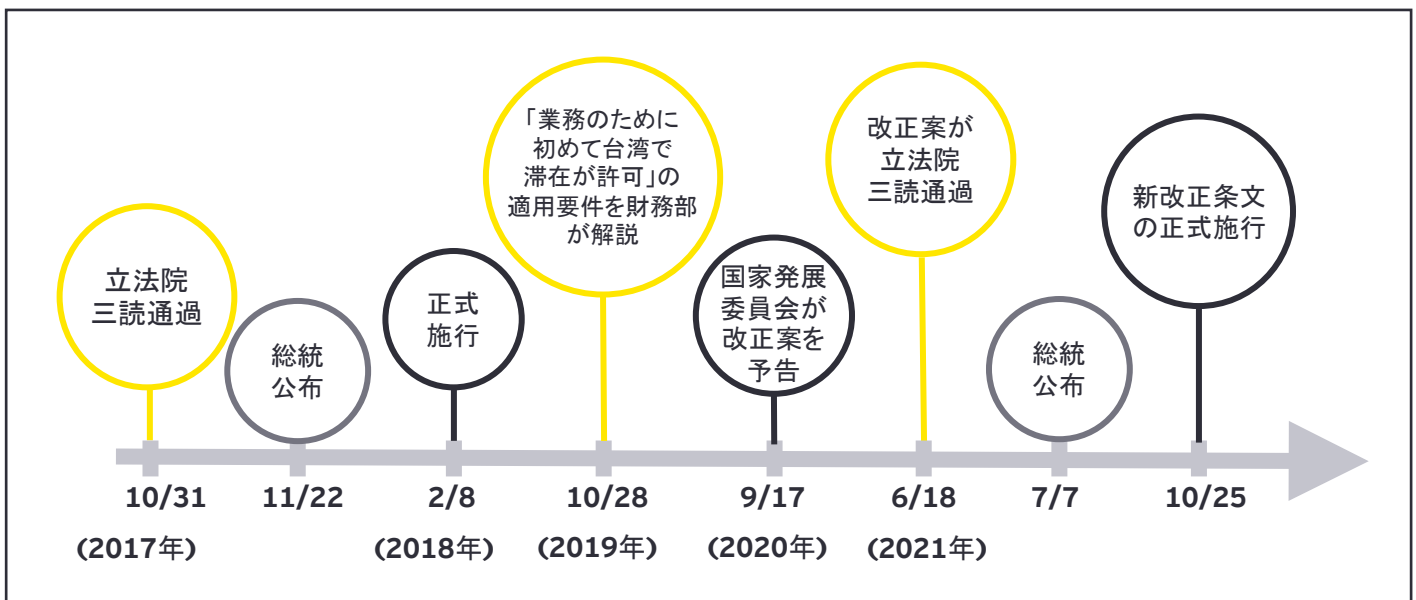 立法院
三読通過
総統
公布
正式
施行
「業務のために
初めて台湾で
滞在が許可」の
適用要件を財務部
が解説
国家発展
委員会が
改正案を
予告
改正案が
立法院
三読通過
総統
公布
新改正条文
の正式施行
10/31
11/22
2/8
10/28
9/17
6/18
7/7
10/25
(2017年)
(2018年)
(2019年)
(2020年)
(2021年)